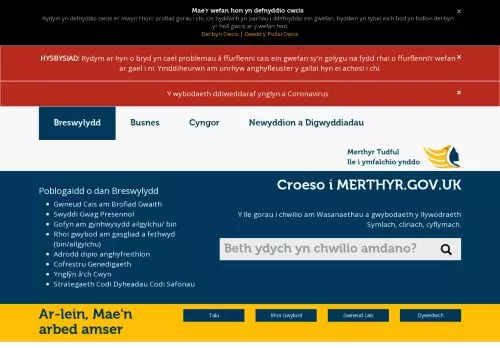 Mae'r wefan hon yn defnyddio cwcis
Rydym yn defnyddio cwcis er mwyn rhoi'r profiad gorau i chi. Os byddwch yn parhau i ddefnyddio ein gwefan, byddwn yn tybio eich bod yn fodlon derbyn
yr holl gwcis ar y wefan hon.
Derbyn Cwcis | Gweld y Polisi Cwcis
×
HYSBYSIAD: Rydym ar hyn o bryd yn cael problemau â ffurflenni cais ein gwefan sy'n golygu na fydd rhai o ffurflenni'r wefan
ar gael i ni. Ymddiheurwn am unrhyw anghyfleuster y gallai hyn ei achosi i chi.
×
Y wybodaeth ddiweddaraf ynglyn a Coronavirus
×
Breswylydd Busnes Cyngor Newyddion a Digwyddiadau
Merthyr Tudful
lle i ymfalchïo ynddo
Croeso i MERTHYR.GOV.UK
Y lle gorau i chwilio am Wasanaethau a gwybodaeth y llywodraeth
Symlach, cliriach, cyflymach.
Beth ydych yn chwilio amdano?
Poblogaidd o dan Breswylydd
Gwneud Cais am Brofiad Gwaith
Swyddi Gwag Presennol
Gofyn am gynhwysydd ailgylchu/ bin
Rhoi gwybod am gasgliad a fethwyd
(bin/ailgylchu)
Adrodd dipio anghyfreithlon
Cofrestru Genedigaeth
Ynglŷn â'ch Cwyn
Strategaeth Codi Dyheadau Codi Safonau
Ar-lein, Mae'n
arbed amser
Talu Rhoi Gwybod Gwneud cais Dywedwch